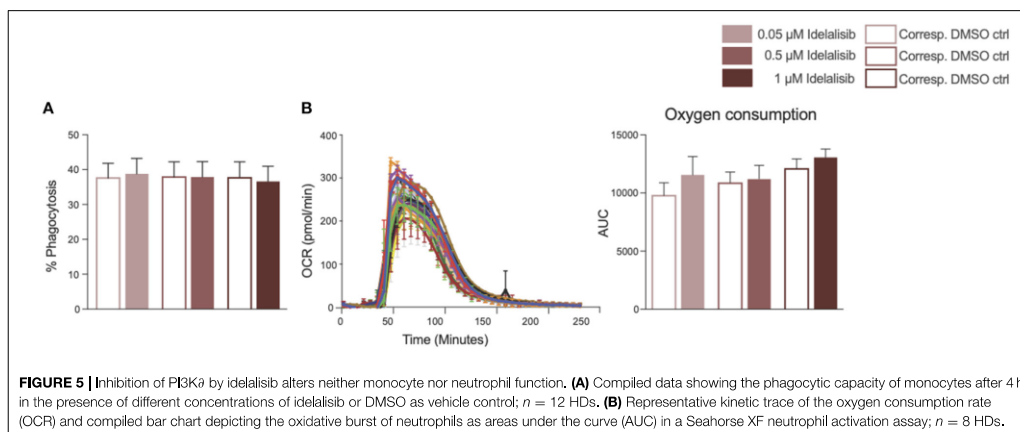 0.05 µM Idelalisib Corresp. DMSO ctrl
0.5 µM Idelalisib Corresp. DMSO ctrl
1 µM Idelalisib Corresp. DMSO ctrl
A
50
40
30
20
10
0
% Phagocytosis
B
400
300
200
100
0
OCR (pmol/min)
0 50 100 150 200 250
Time (Minutes)
Oxygen consumption
15000
10000
5000
0
AUC
FIGURE 5 | Inhibition of PI3K∂ by idelalisib alters neither monocyte nor neutrophil function. (A) Compiled data showing the phagocytic capacity of monocytes after 4 h
in the presence of different concentrations of idelalisib or DMSO as vehicle control; n = 12 HDs. (B) Representative kinetic trace of the oxygen consumption rate
(OCR) and compiled bar chart depicting the oxidative burst of neutrophils as areas under the curve (AUC) in a Seahorse XF neutrophil activation assay; n = 8 HDs.